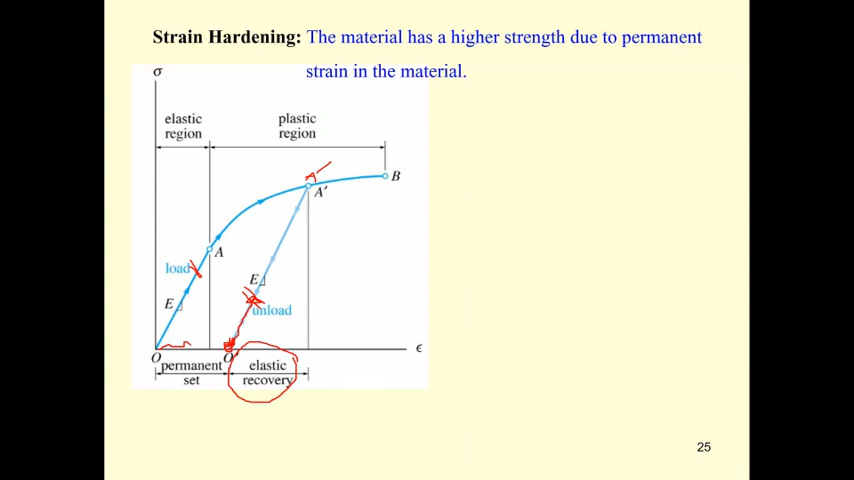 Strain Hardening: The material has a higher strength due to permanent
strain in the material.
σ
elastic
region
plastic
region
A'
B
A'
A
load
E
E
unload
O
O'
ϵ
permanent
set
elastic
recovery
25